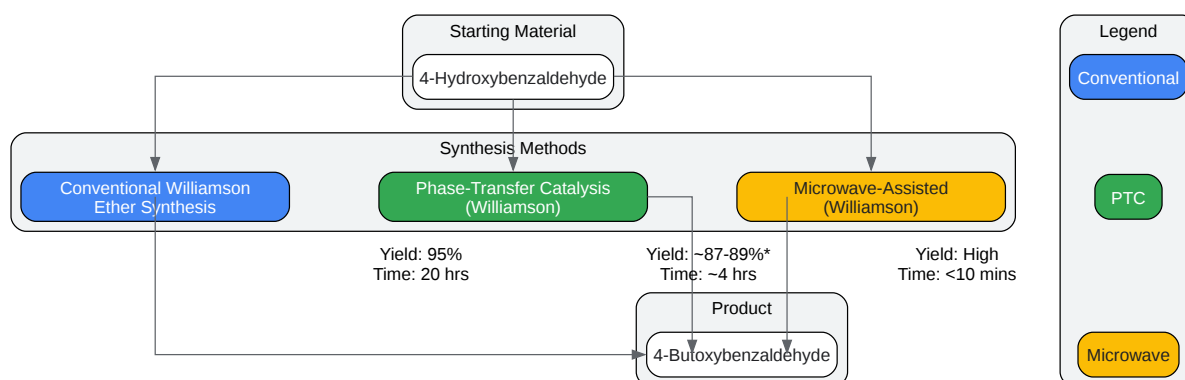 Starting Material
4-Hydroxybenzaldehyde
Synthesis Methods
Conventional Williamson
Ether Synthesis
Phase-Transfer Catalysis
(Williamson)
Microwave-Assisted
(Williamson)
Yield: 95%
Time: 20 hrs
Yield: ~87-89%*
Time: ~4 hrs
Yield: High
Time: <10 mins
Product
4-Butoxybenzaldehyde
Legend
Conventional
PTC
Microwave